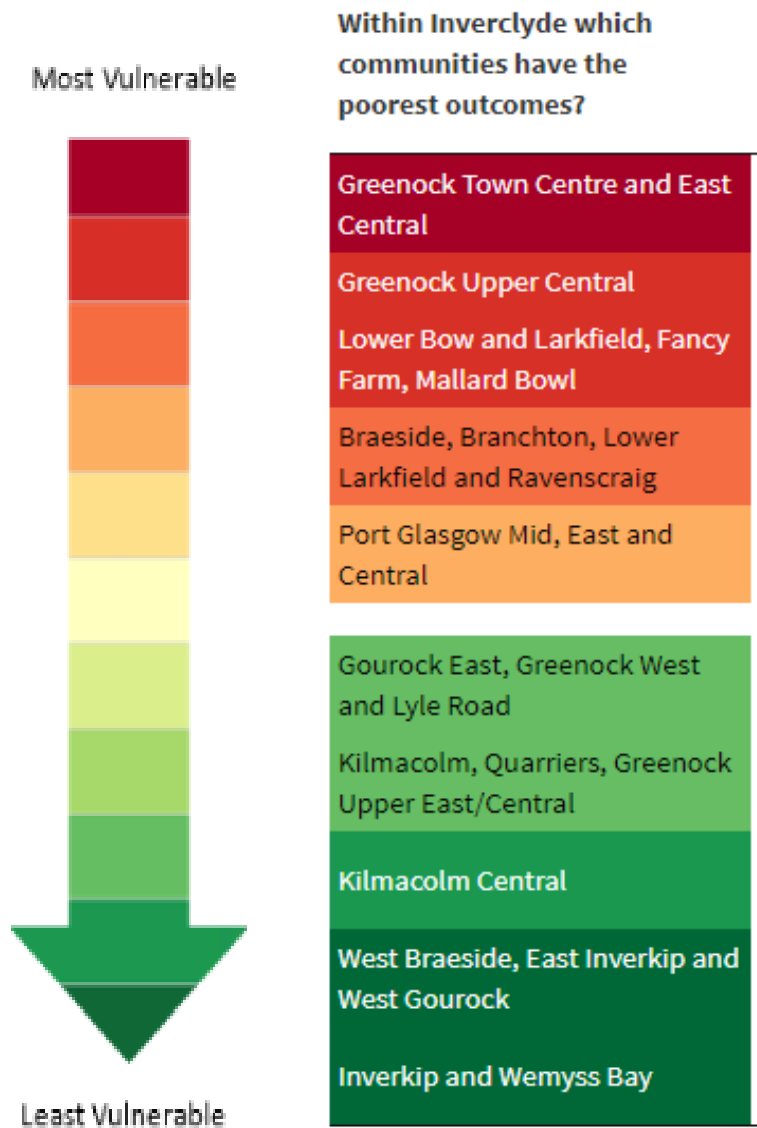 Most Vulnerable
Least Vulnerable
Within Inverclyde which
communities have the
poorest outcomes?
Greenock Town Centre and East
Central
Greenock Upper Central
Lower Bow and Larkfield, Fancy
Farm, Mallard Bowl
Braeside, Branchton, Lower
Larkfield and Ravenscraig
Port Glasgow Mid, East and
Central
Gourock East, Greenock West
and Lyle Road
Kilmacolm, Quarriers, Greenock
Upper East/Central
Kilmacolm Central
West Braeside, East Inverkip and
West Gourock
Inverkip and Wemyss Bay